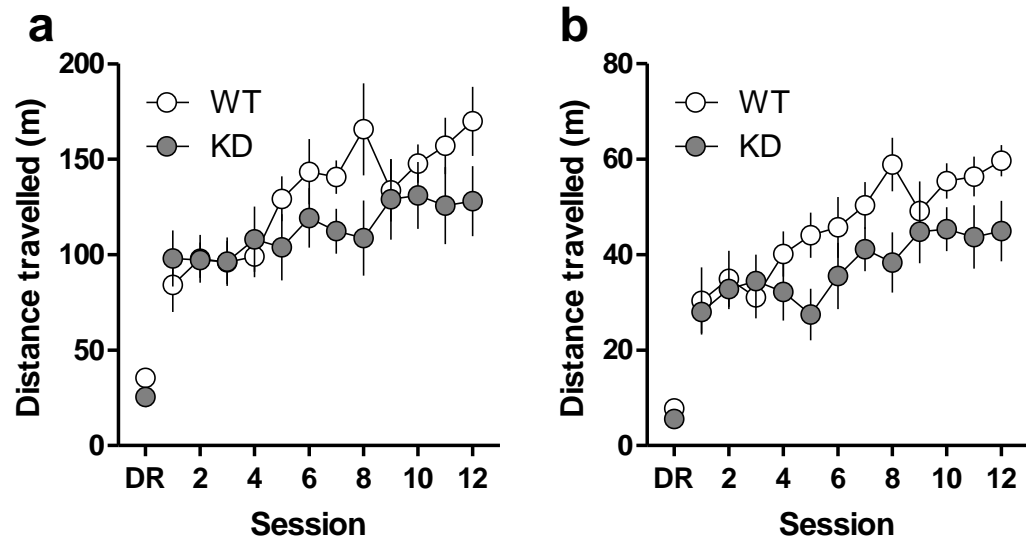 a
Distance travelled (m)
200
150
100
50
0
WT
KD
DR 2 4 6 8 10 12
Session
b
Distance travelled (m)
80
60
40
20
0
WT
KD
DR 2 4 6 8 10 12
Session